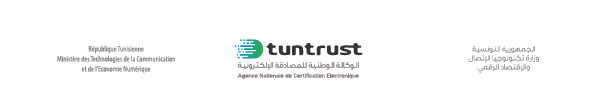 République Tunisienne
Ministère des Technologies de la Communication
et de l'Economie Numérique
tuntrust
الوكالة الوطنية للمصادقة الإلكترونية
Agence Nationale de Certification Electronique
الجمهورية التونسية
وزارة تكنولوجيا الإتصال
والإقتصاد الرقمي